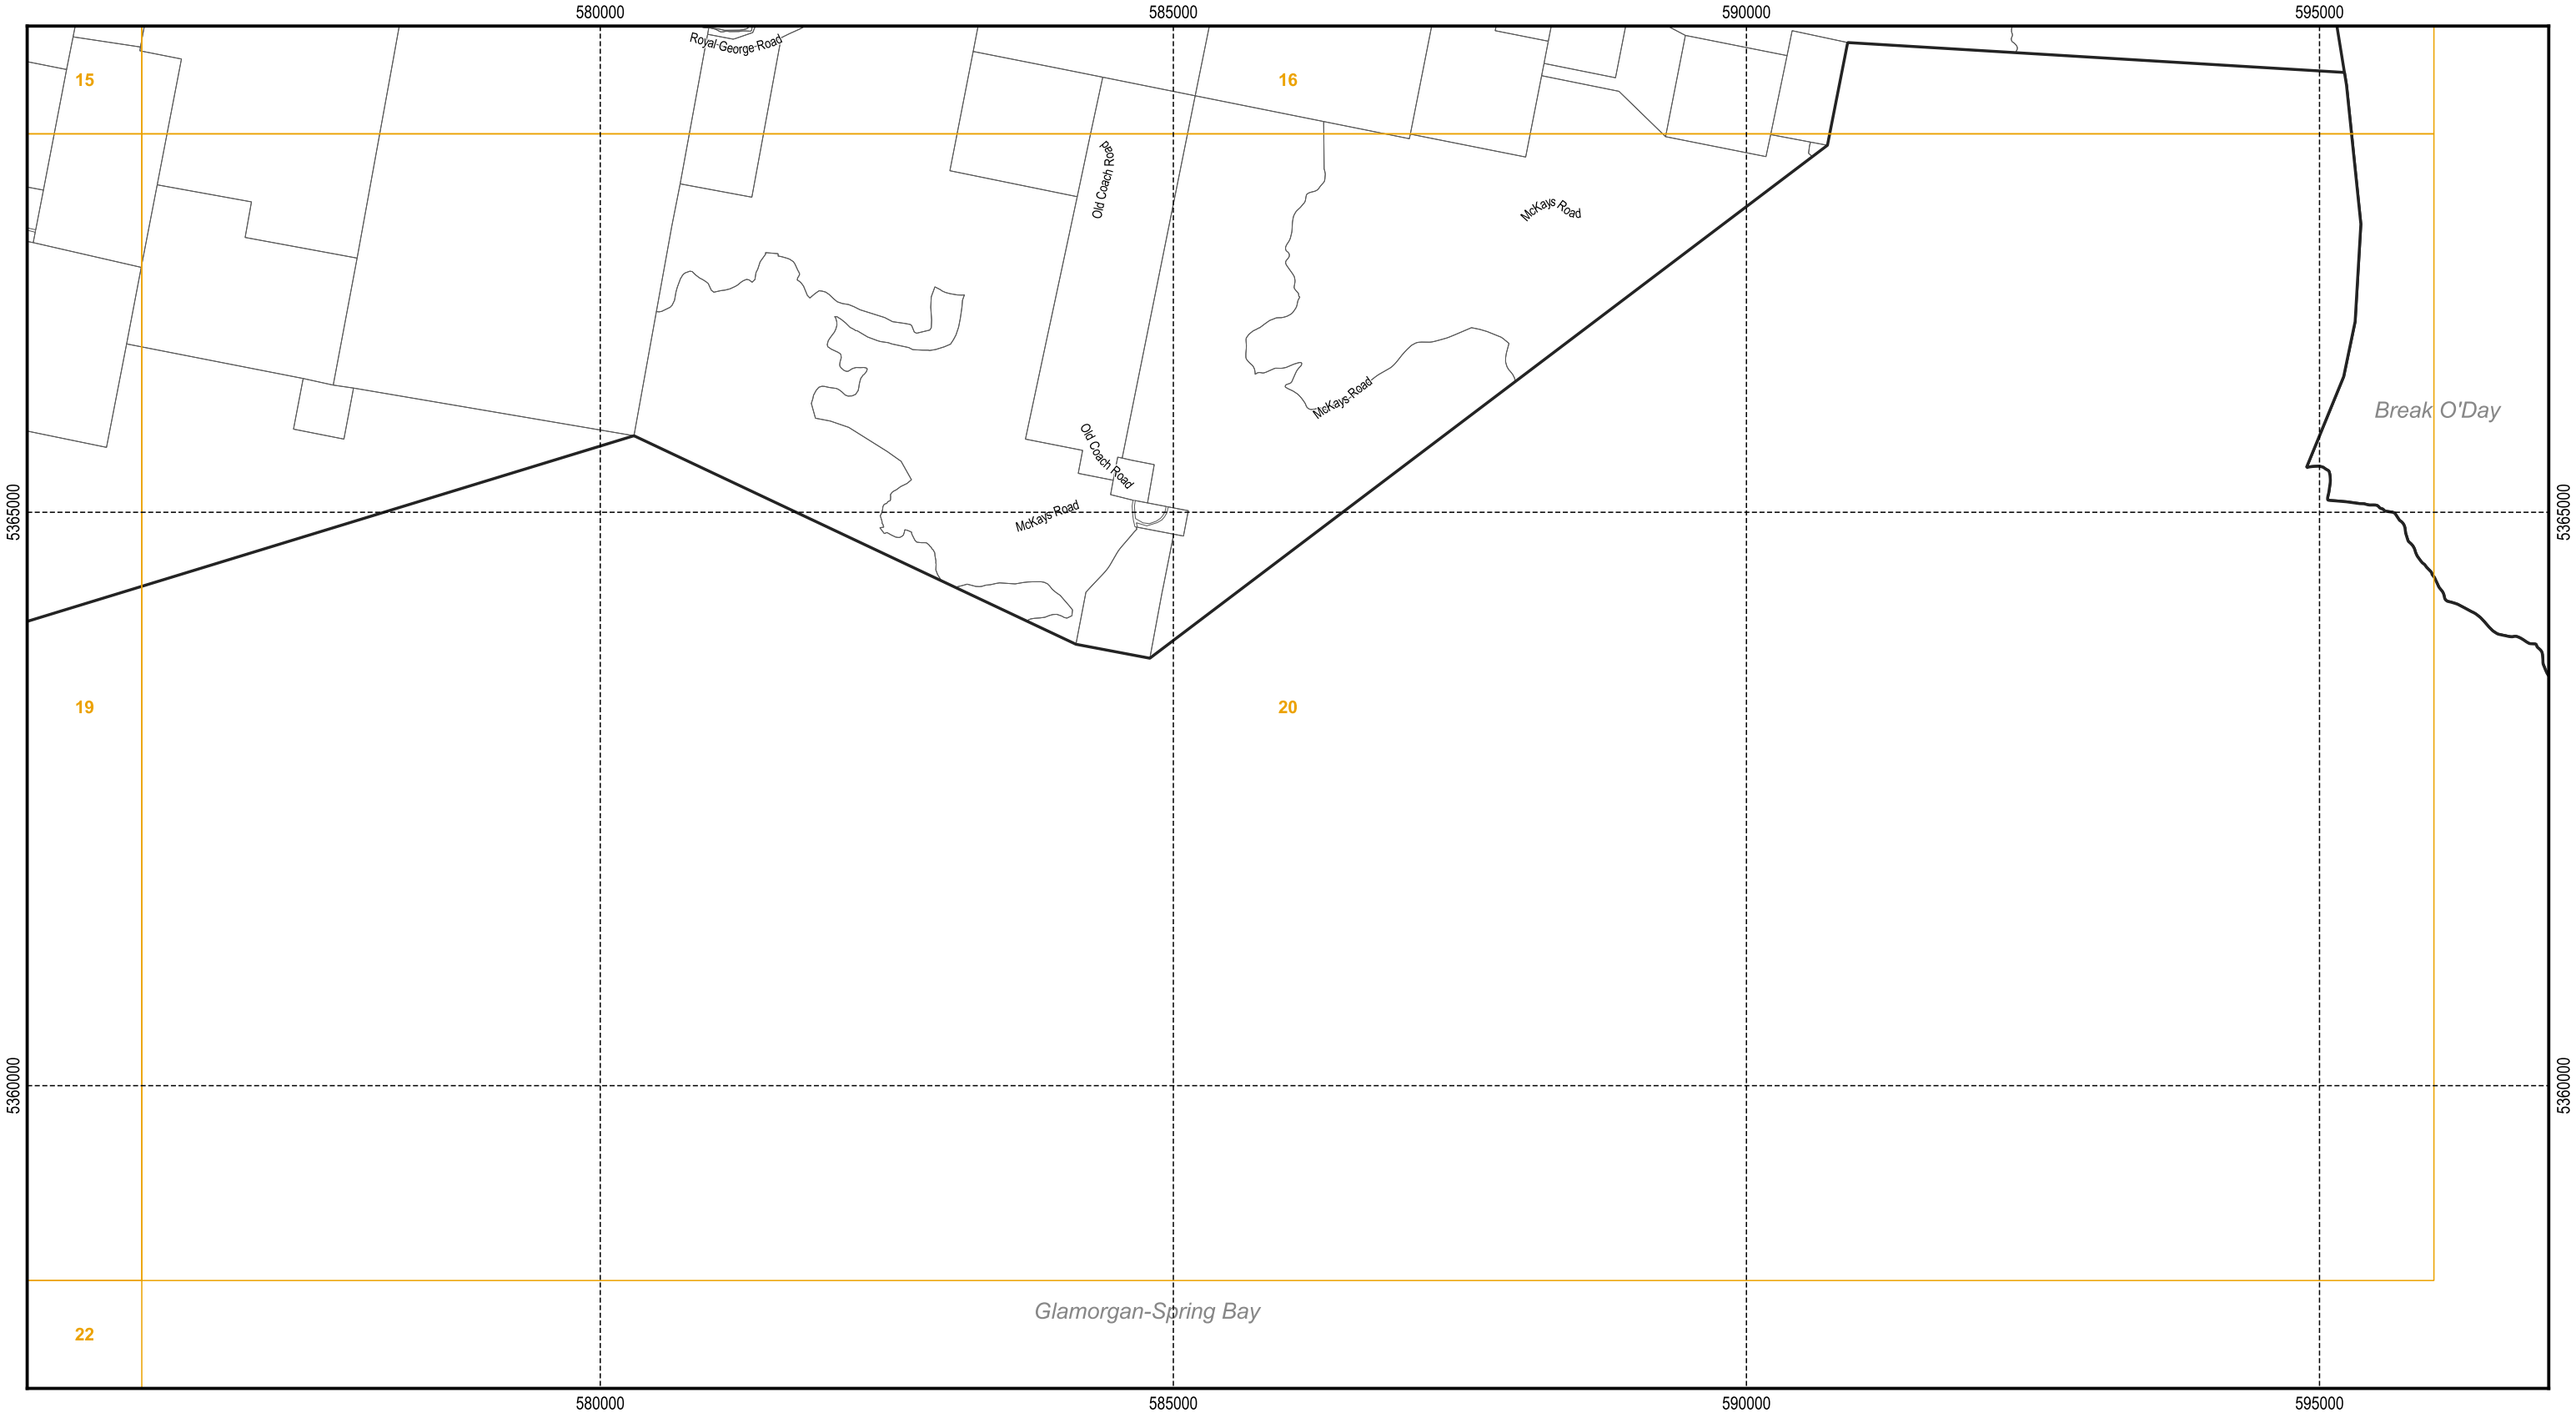 580000
585000
590000
595000
Royal George Road
15
16
Old Coach Road
McKays Road
McKays Road
Break O'Day
Old Coach Road
McKays Road
5365000
5365000
19
20
5360000
5360000
Glamorgan-Spring Bay
22
580000
585000
590000
595000